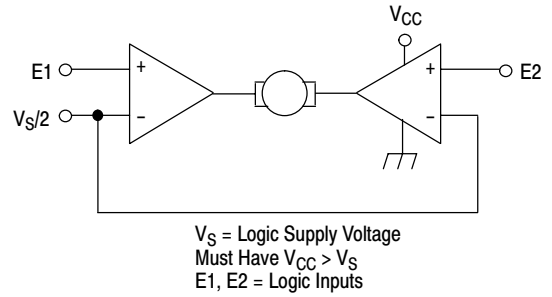 V_CC
E1
+
-
V_S/2
+
-
E2
V_S = Logic Supply Voltage
Must Have V_CC > V_S
E1, E2 = Logic Inputs